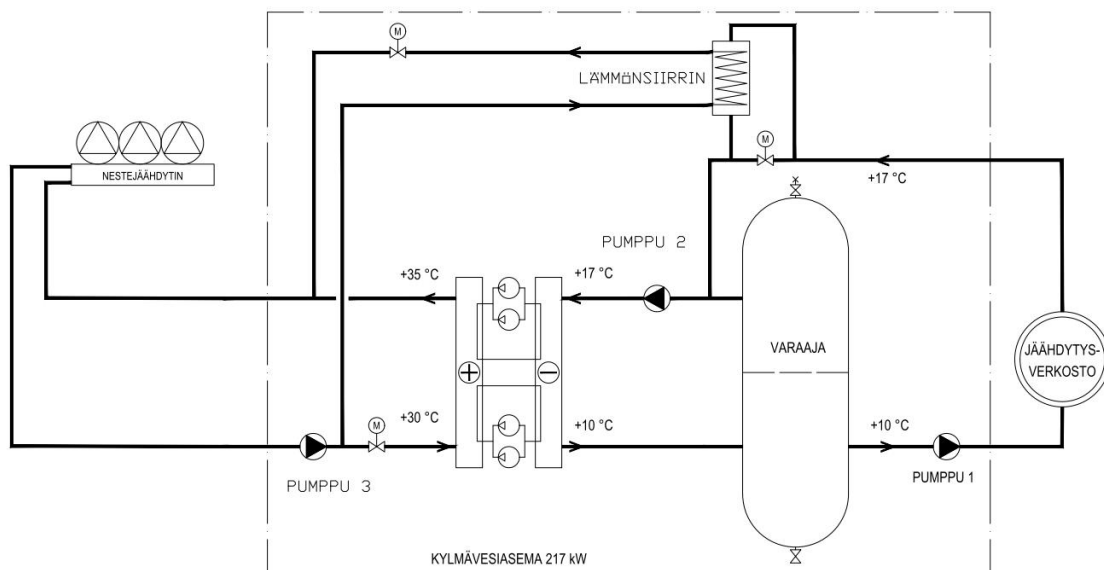 M
LÄMMÖNSIIRRIN
M
NESTEJÄÄHDYTIN
+17 °C
PUMPPU 2
+35 °C
+17 °C
VARAAJA
JÄÄHDYTYS-
VERKOSTO
+
−
M
+30 °C
+10 °C
+10 °C
PUMPPU 3
PUMPPU 1
KYLMÄVESIASEMA 217 kW